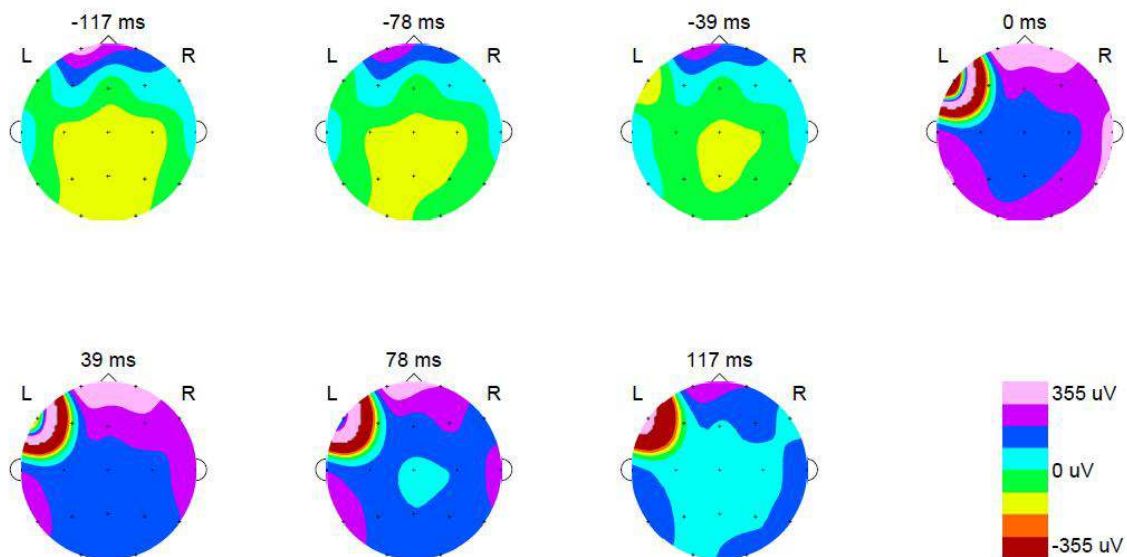 -117 ms
-78 ms
-39 ms
0 ms
L R
L R
L R
L R
39 ms
78 ms
117 ms
L R
L R
L R
355 uV
0 uV
-355 uV